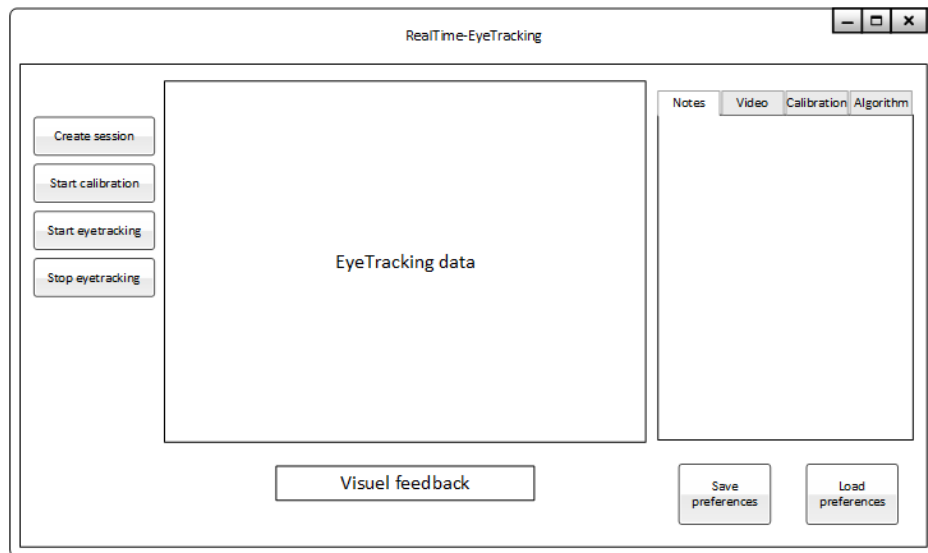 RealTime-EyeTracking
Create session
Start calibration
Start eyetracking
Stop eyetracking
EyeTracking data
Visuel feedback
Notes Video Calibration Algorithm
Save
preferences
Load
preferences